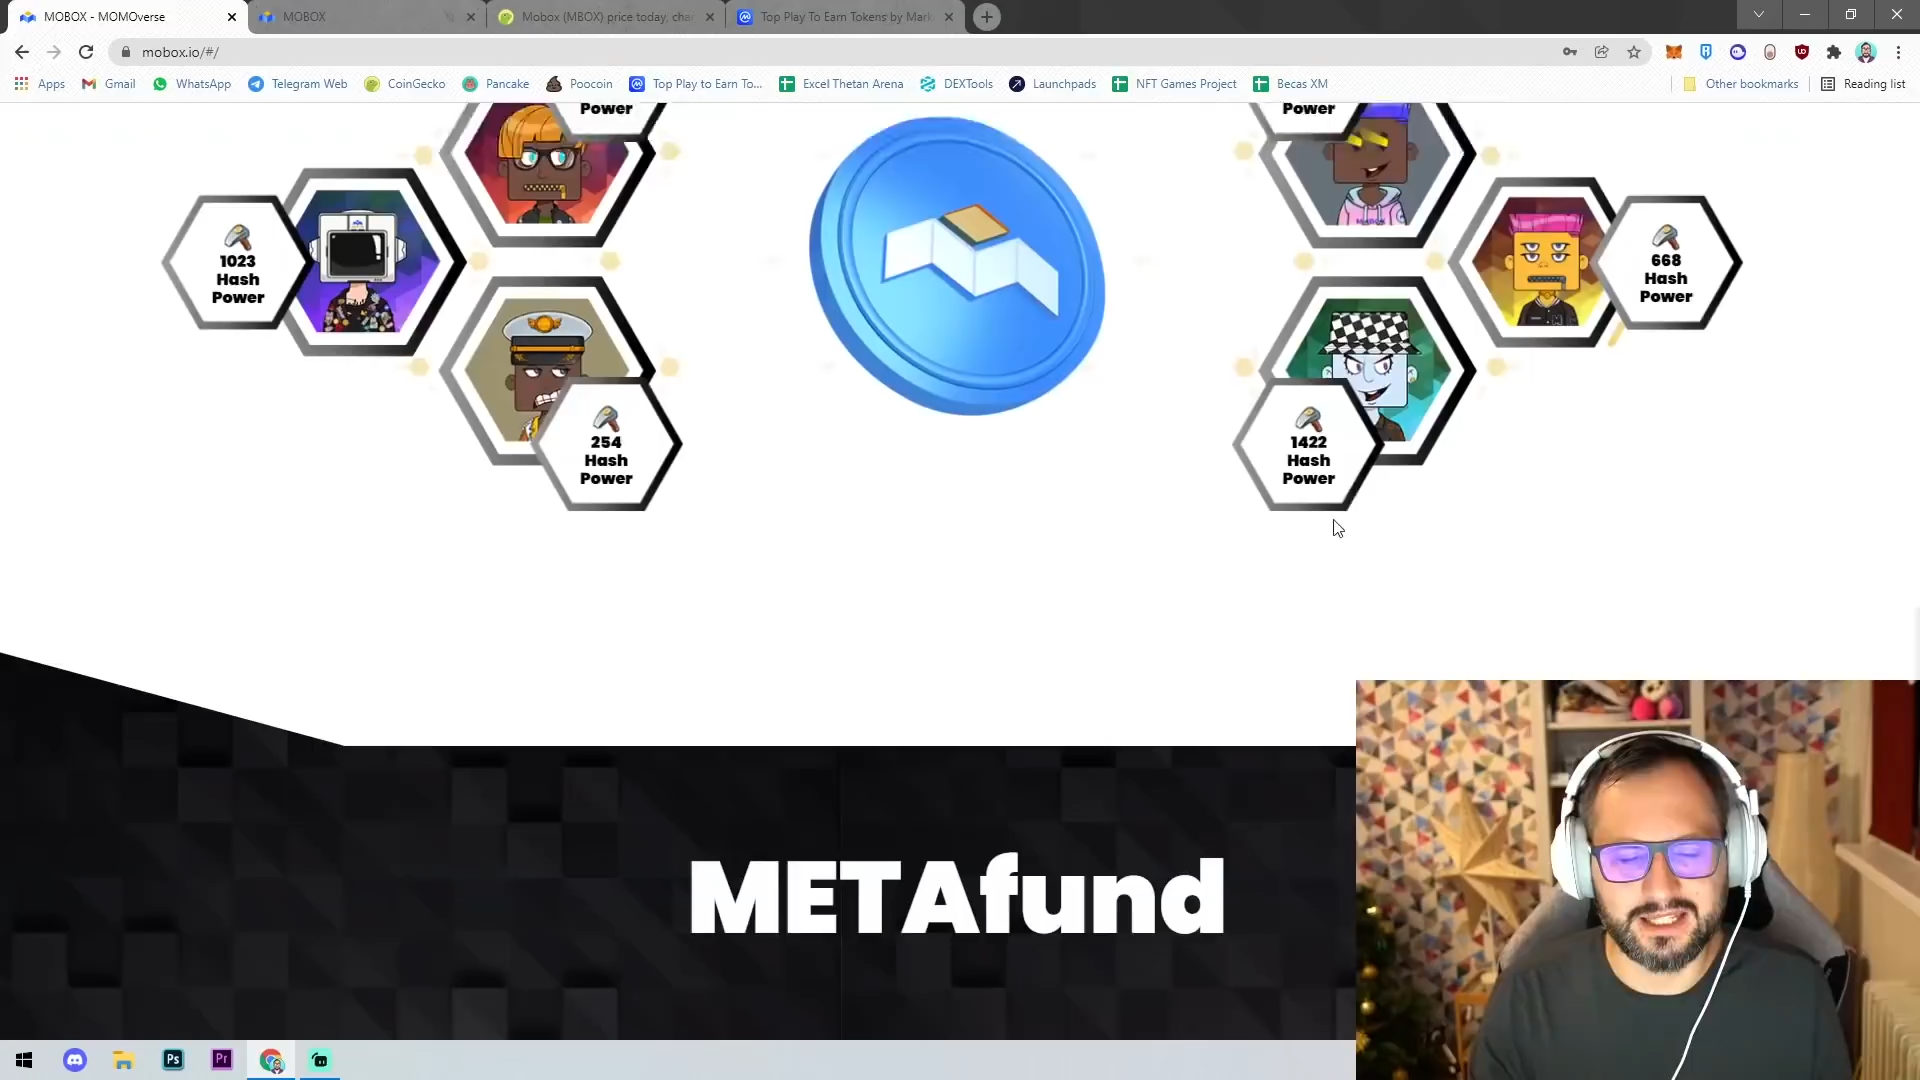 MOBOX - MOMOverse
MOBOX
Mobox (MBOX) price today, cha
Top Play To Earn Tokens by Mark
mobox.io/#/
Apps
Gmail
WhatsApp
Telegram Web
CoinGecko
Pancake
Poocoin
Top Play to Earn To...
Excel Thetan Arena
DEXTools
Launchpads
NFT Games Project
Becas XM
Other bookmarks
Reading list
Power
Power
1023
Hash
Power
668
Hash
Power
254
Hash
Power
1422
Hash
Power
METAfund
Ps
Pr